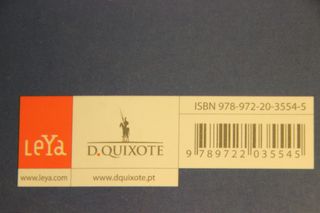 ISBN 978-972-20-3554-5
LeYa
D.QUIXOTE
9 789722 035545
www.leya.com
www.dquixote.pt